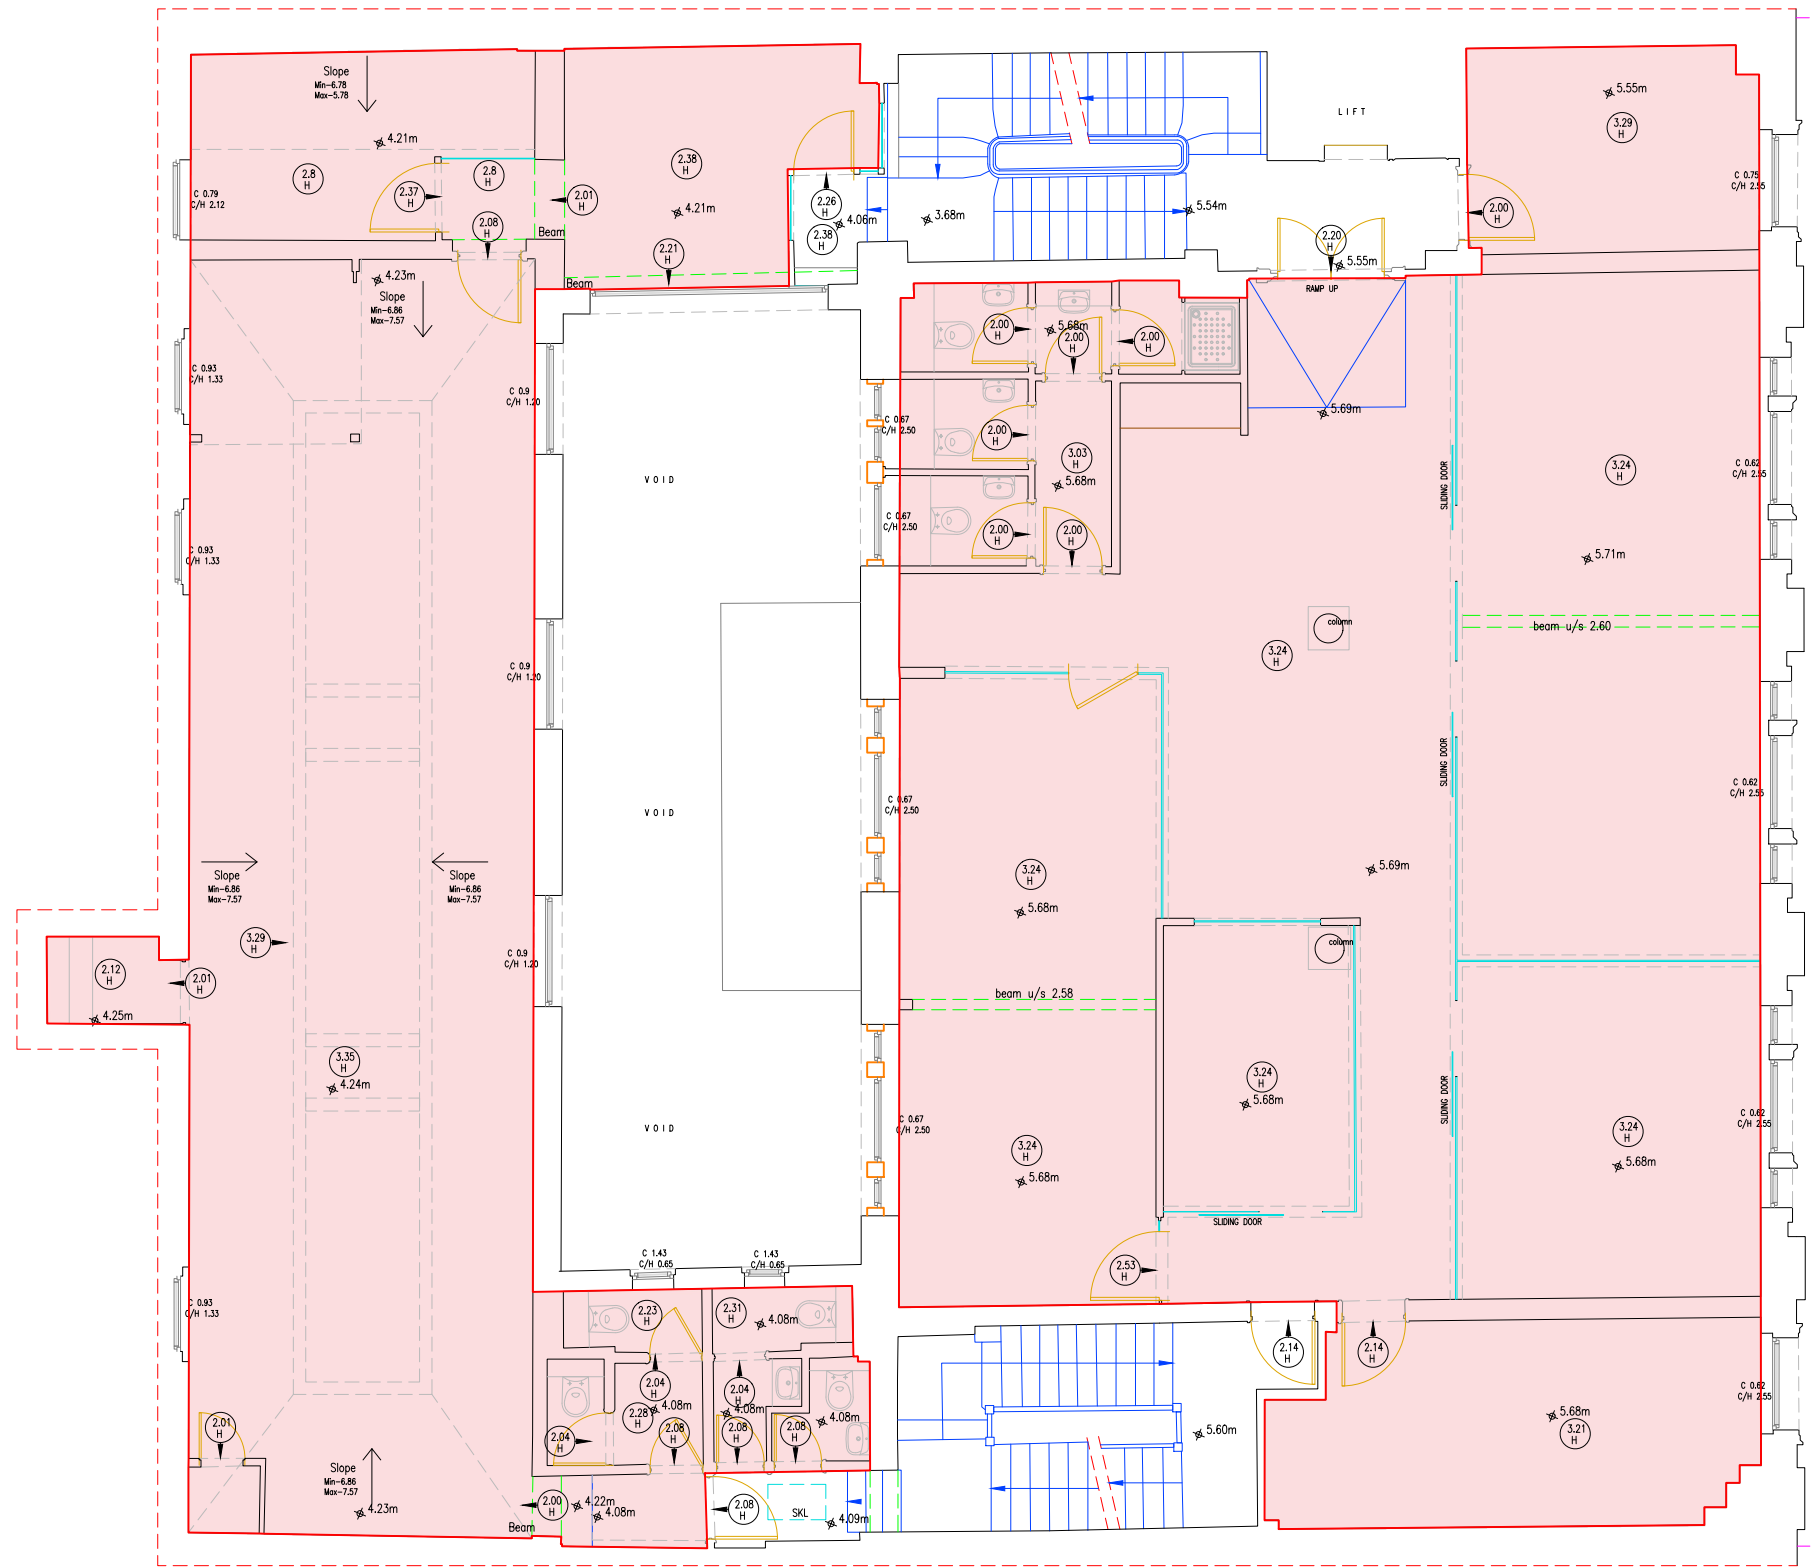 Slope
Min-6.78
Max-5.78
4.21m
2.8
H
2.8
H
2.37
H
2.08
H
C 0.79
C/H 2.12
2.01
H
Beam
2.38
H
4.21m
2.21
H
Beam
2.26
H
4.06m
2.38
H
3.68m
5.54m
LIFT
2.20
H
5.55m
RAMP UP
2.00
H
5.55m
3.29
H
C 0.75
C/H 2.55
4.23m
Slope
Min-6.86
Max-7.57
C 0.93
C/H 1.33
C 0.9
C/H 1.20
VOID
C 0.67
C/H 2.50
2.00
H
5.68m
2.00
H
2.00
H
5.69m
2.00
H
3.03
H
5.68m
SLIDING DOOR
3.24
H
C 0.62
C/H 2.55
C 0.93
C/H 1.33
C 0.67
C/H 2.50
2.00
H
2.00
H
5.71m
column
beam u/s 2.60
3.24
H
C 0.9
C/H 1.20
VOID
C 0.67
C/H 2.50
SLIDING DOOR
C 0.62
C/H 2.55
Slope
Min-6.86
Max-7.57
Slope
Min-6.86
Max-7.57
3.24
H
5.68m
5.69m
3.29
H
C 0.9
C/H 1.20
column
2.12
H
2.01
H
4.25m
beam u/s 2.58
3.35
H
4.24m
VOID
C 0.67
C/H 2.50
3.24
H
5.68m
3.24
H
5.68m
SLIDING DOOR
C 0.62
C/H 2.55
3.24
H
5.68m
SLIDING DOOR
C 0.93
C/H 1.33
C 1.43
C/H 0.65
C 1.43
C/H 0.65
2.53
H
2.23
H
2.31
H
4.08m
2.14
H
2.14
H
2.04
H
4.08m
2.28
H
2.04
H
4.08m
4.08m
2.01
H
2.04
H
2.08
H
2.08
H
2.08
H
5.60m
5.68m
3.21
H
C 0.62
C/H 2.55
Slope
Min-6.86
Max-7.57
4.23m
2.00
H
Beam
4.22m
4.08m
2.08
H
SKL
4.09m